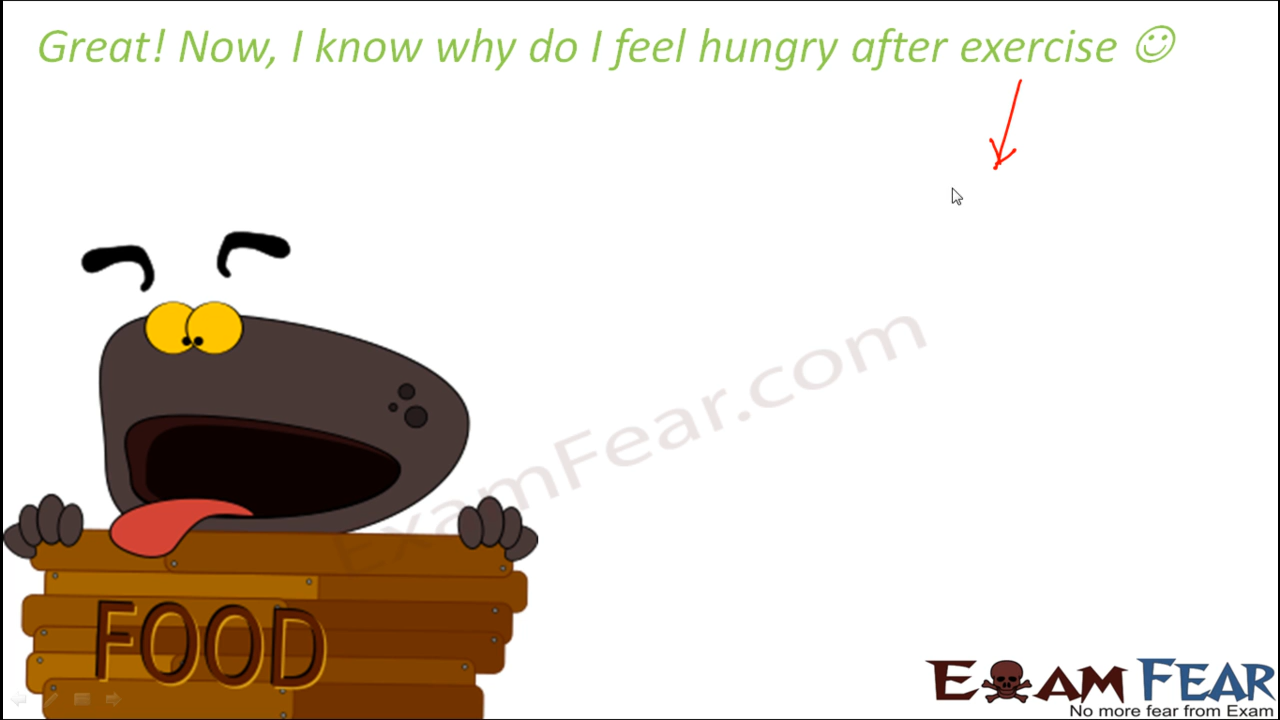 Great! Now, I know why do I feel hungry after exercise ☺
ExamFear.com
FOOD
EXAM FEAR
No more fear from Exam